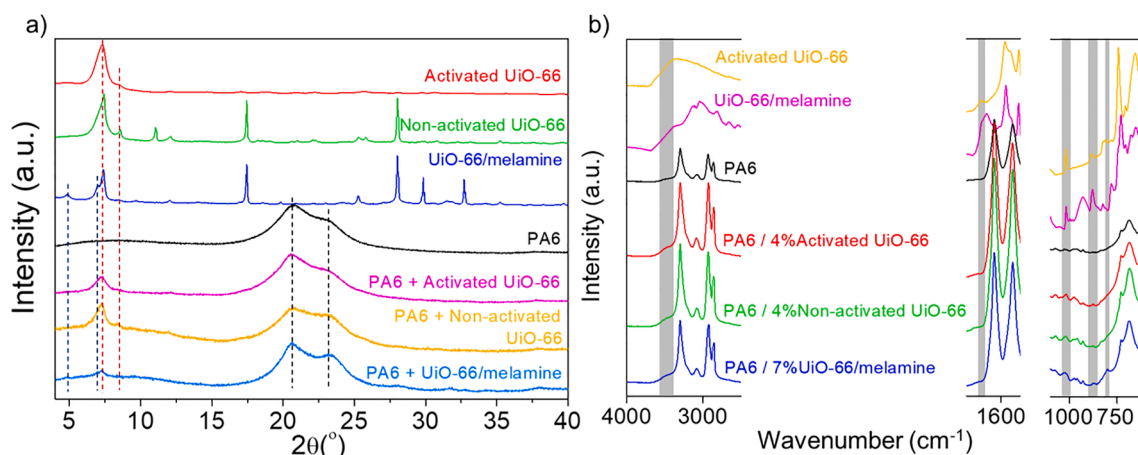 a)
Intensity (a.u.)
Activated UiO-66
Non-activated UiO-66
UiO-66/melamine
PA6
PA6 + Activated UiO-66
PA6 + Non-activated
UiO-66
PA6 + UiO-66/melamine
5 10 15 20 25 30 35 40
2θ(°)
b)
Intensity (a.u.)
Activated UiO-66
UiO-66/melamine
PA6
PA6 / 4%Activated UiO-66
PA6 / 4%Non-activated UiO-66
PA6 / 7%UiO-66/melamine
4000 3000 1600 1000 750
Wavenumber (cm-1)